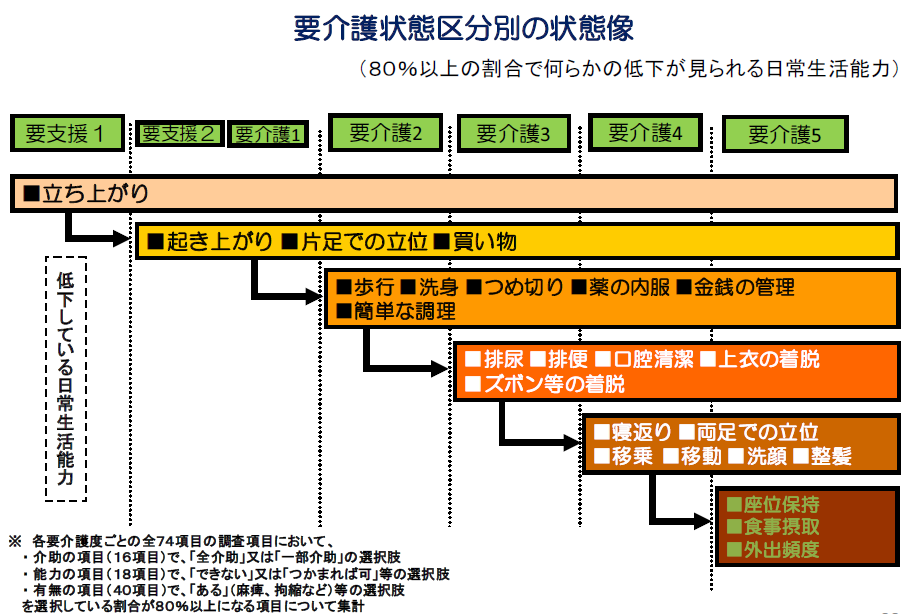 要介護状態区分別の状態像
(80%以上の割合で何らかの低下が見られる日常生活能力)
要支援1
要支援2
要介護1
要介護2
要介護3
要介護4
要介護5
■立ち上がり
■起き上がり ■片足での立位 ■買い物
■歩行 ■洗身 ■つめ切り ■薬の内服 ■金銭の管理
■簡単な調理
■排尿 ■排便 ■口腔清潔 ■上衣の着脱
■ズボン等の着脱
■寝返り ■両足での立位
■移乗 ■移動 ■洗顔 ■整髪
■座位保持
■食事摂取
■外出頻度
低下している日常生活能力
※ 各要介護度ごとの全74項目の調査項目において、
・介助の項目(16項目)で、「全介助」又は「一部介助」の選択肢
・能力の項目(18項目)で、「できない」又は「つかまれば可」等の選択肢
・有無の項目(40項目)で、「ある」(麻痺、拘縮など)等の選択肢
を選択している割合が80%以上になる項目について集計